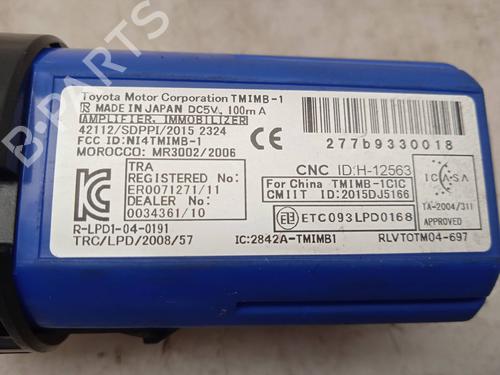 Toyota Motor Corporation TMIMB-1
MADE IN JAPAN DC5V, 100mA
AMPLIFIER, IMMOBILIZER
42112/SDPPI/2015 2324
FCC ID:NI4TMIMB-1
MOROCCO: MR3002/2006
CE
277b9330018
TRA
REGISTERED No:
ER0071271/11
DEALER No:
0034361/10
CNC ID:H-12563
For China TMIMB-1CIC
CMIIT ID:2015DJ5166
ETC093LPD0168
ICASA
TA-2004/311
APPROVED
R-LPD1-04-0191
TRC/LPD/2008/57
IC:2842A-TMIMB1
RLVTOTM04-697
B-PARTS